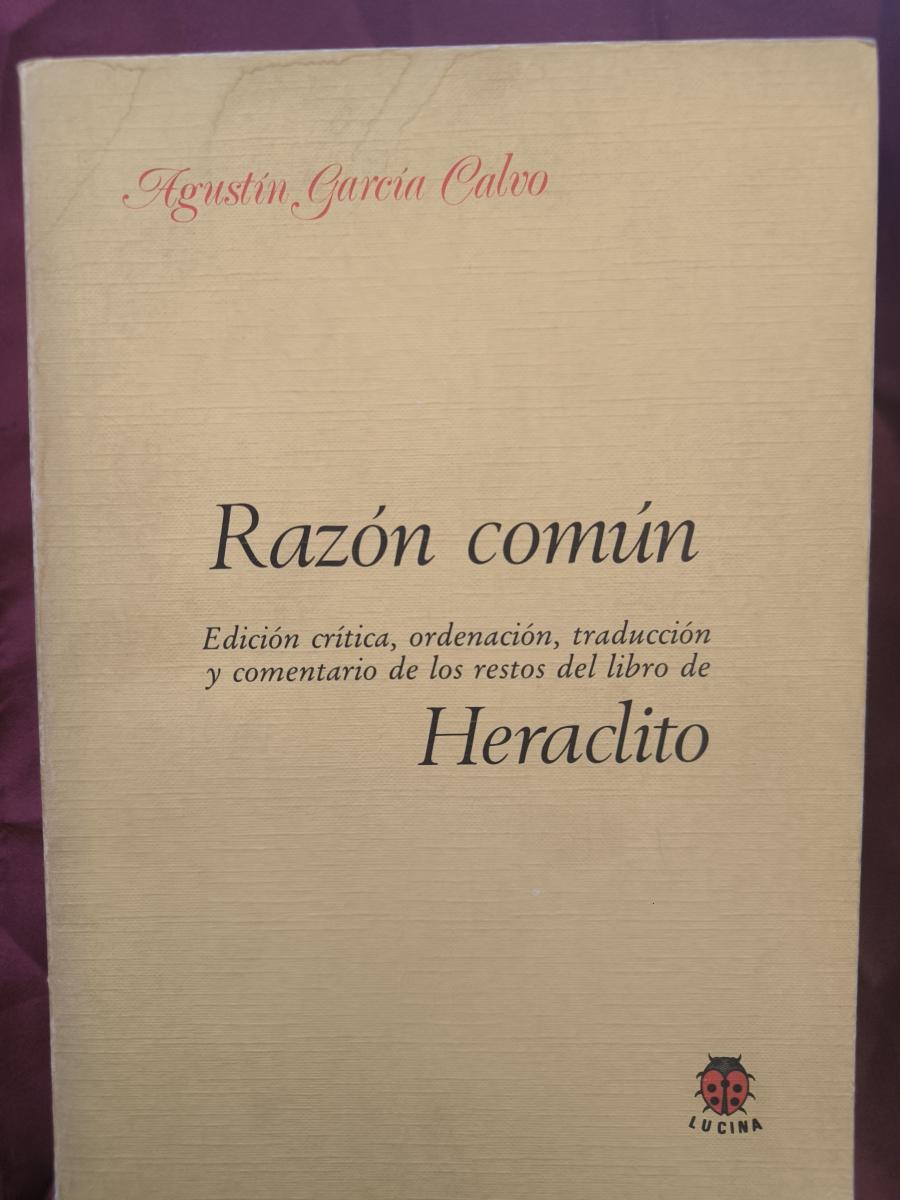 Agustín García Calvo
Razón común
Edición crítica, ordenación, traducción
y comentario de los restos del libro de
Heraclito
LUCINA